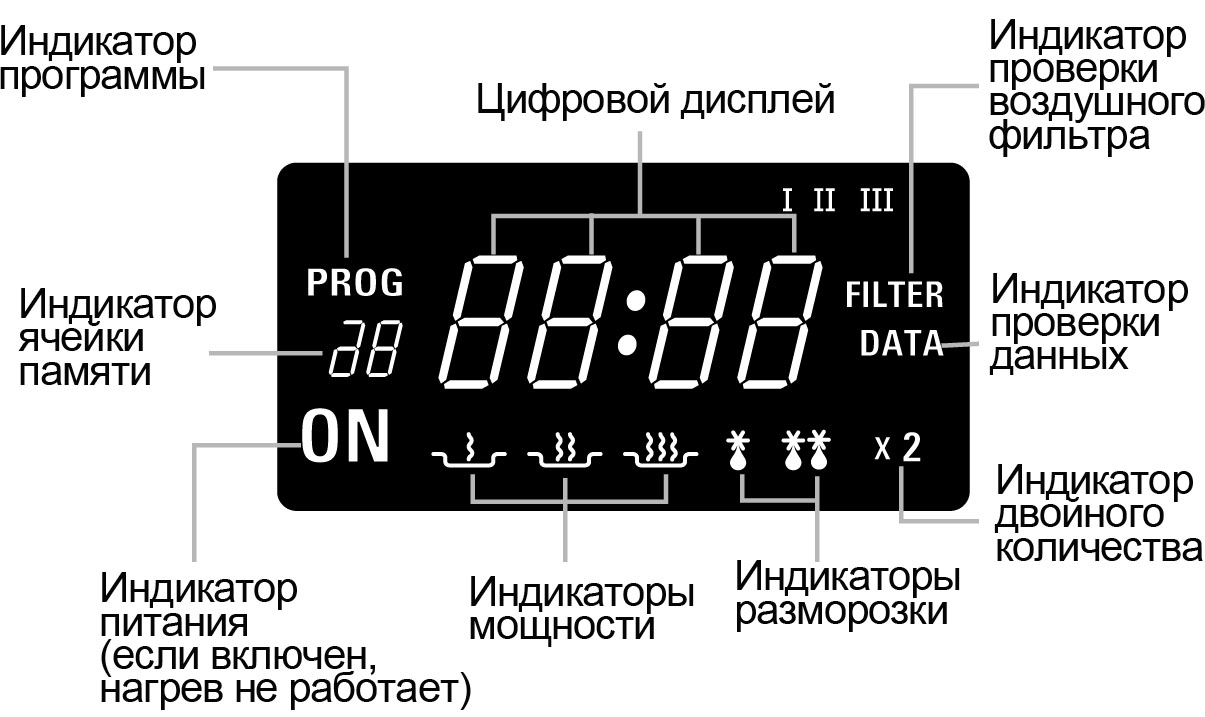 Индикатор
программы
Цифровой дисплей
Индикатор
проверки
воздушного
фильтра
I II III
PROG
88:88
FILTER
Индикатор
ячейки
памяти
28
DATA
Индикатор
проверки
данных
ON
x 2
Индикатор
двойного
количества
Индикатор
питания
(если включен,
нагрев не работает)
Индикаторы
мощности
Индикаторы
разморозки